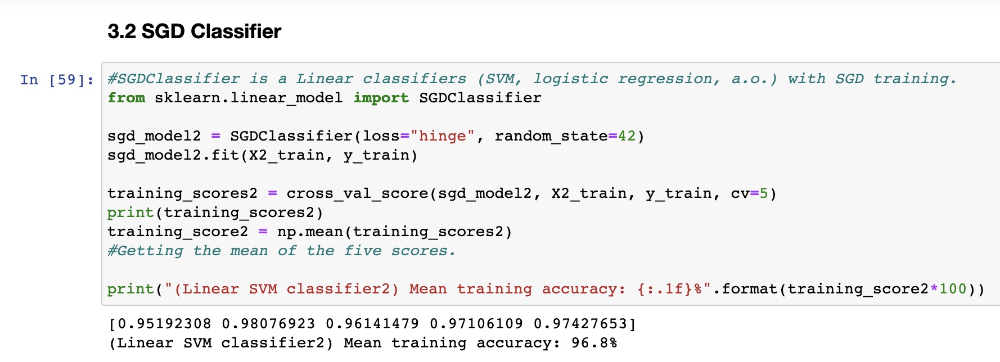 3.2 SGD Classifier
In [59]:
#SGDClassifier is a Linear classifiers (SVM, logistic regression, a.o.) with SGD training.
from sklearn.linear_model import SGDClassifier
sgd_model2 = SGDClassifier(loss="hinge", random_state=42)
sgd_model2.fit(X2_train, y_train)
training_scores2 = cross_val_score(sgd_model2, X2_train, y_train, cv=5)
print(training_scores2)
training_score2 = np.mean(training_scores2)
#Getting the mean of the five scores.
print("(Linear SVM classifier2) Mean training accuracy: {:.1f}%".format(training_score2*100))
[0.95192308 0.98076923 0.96141479 0.97106109 0.97427653]
(Linear SVM classifier2) Mean training accuracy: 96.8%